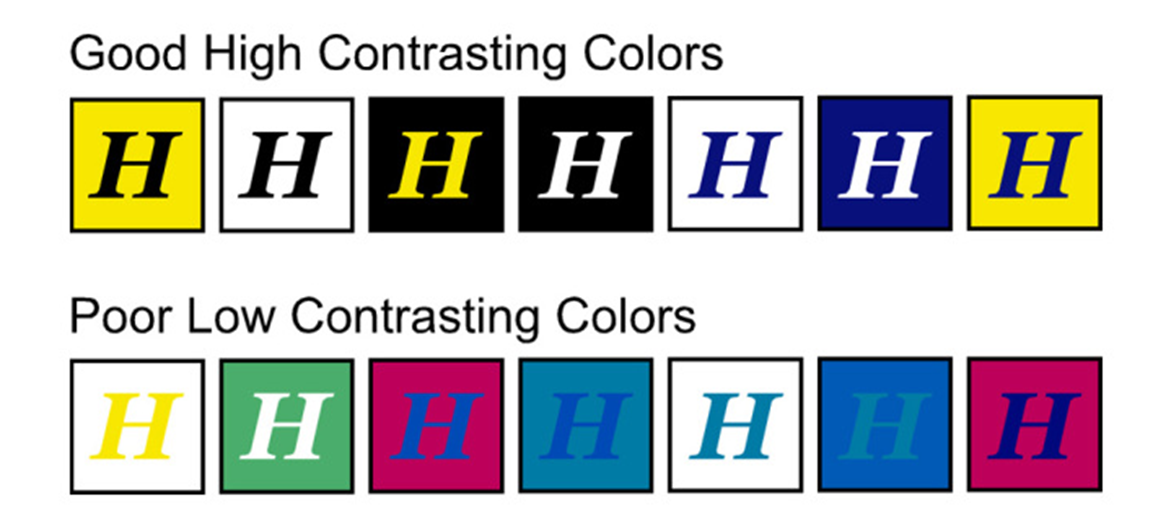 Good High Contrasting Colors
H H H H H H H
Poor Low Contrasting Colors
H H H H H H H